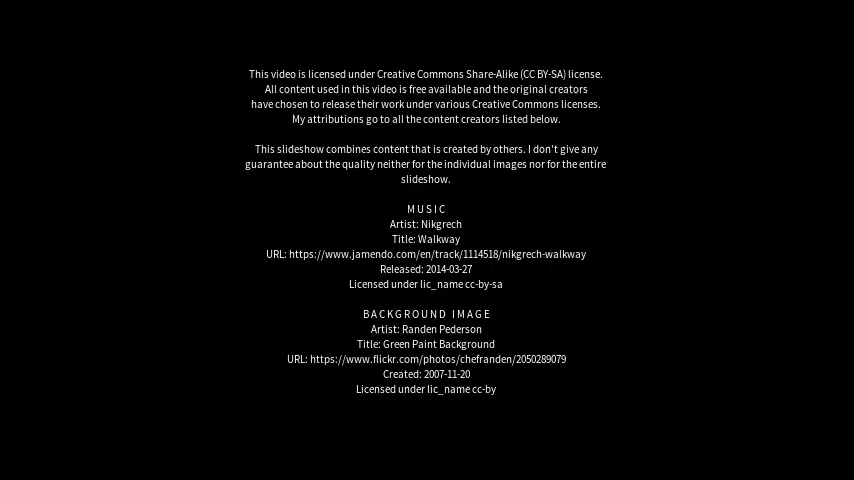 This video is licensed under Creative Commons Share-Alike (CC BY-SA) license.
All content used in this video is free available and the original creators
have chosen to release their work under various Creative Commons licenses.
My attributions go to all the content creators listed below.
This slideshow combines content that is created by others. I don't give any
guarantee about the quality neither for the individual images nor for the entire
slideshow.
MUSIC
Artist: Nikgrech
Title: Walkway
URL: https://www.jamendo.com/en/track/1114518/nikgrech-walkway
Released: 2014-03-27
Licensed under lic_name cc-by-sa
BACKGROUND IMAGE
Artist: Randen Pederson
Title: Green Paint Background
URL: https://www.flickr.com/photos/chefranden/2050289079
Created: 2007-11-20
Licensed under lic_name cc-by